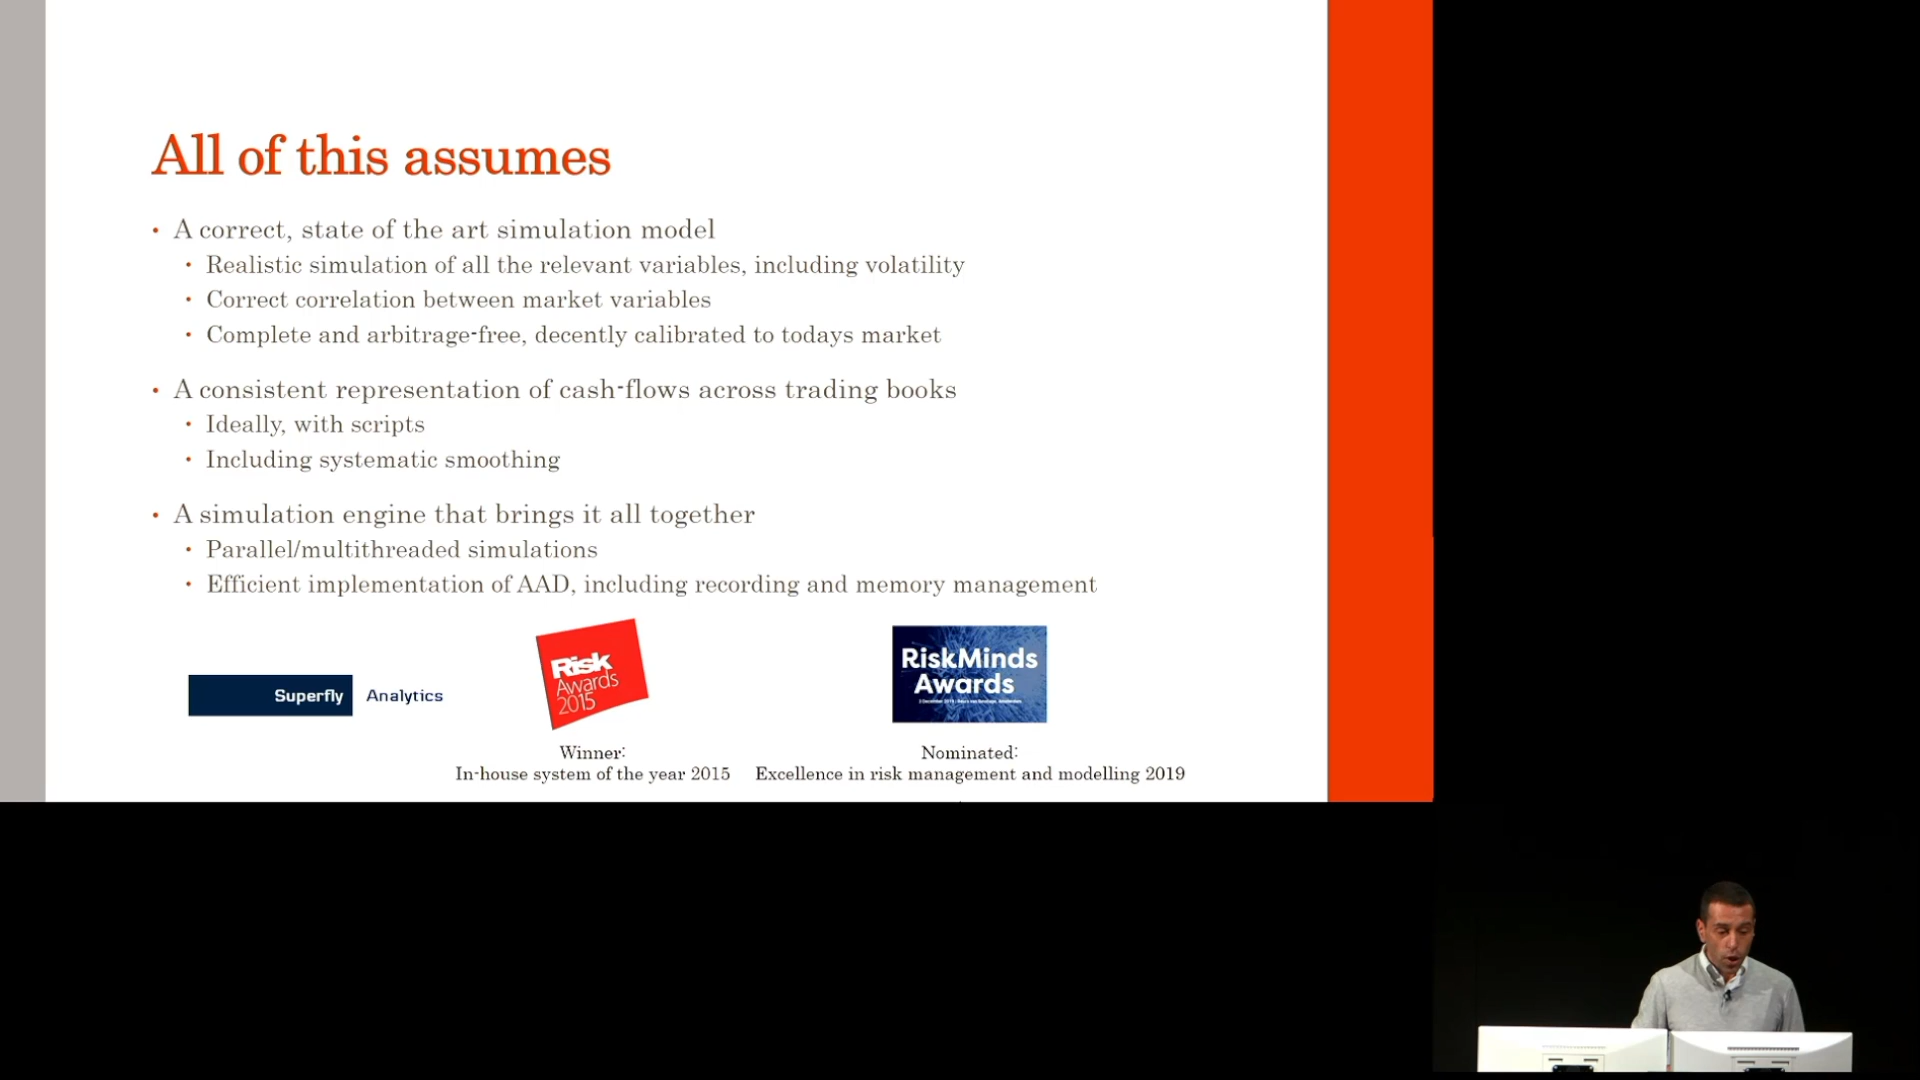 All of this assumes
• A correct, state of the art simulation model
• Realistic simulation of all the relevant variables, including volatility
• Correct correlation between market variables
• Complete and arbitrage-free, decently calibrated to todays market
• A consistent representation of cash-flows across trading books
• Ideally, with scripts
• Including systematic smoothing
• A simulation engine that brings it all together
• Parallel/multithreaded simulations
• Efficient implementation of AAD, including recording and memory management
Superfly Analytics
Risk
Awards
2015
RiskMinds
Awards
Winner:
In-house system of the year 2015
Nominated:
Excellence in risk management and modelling 2019